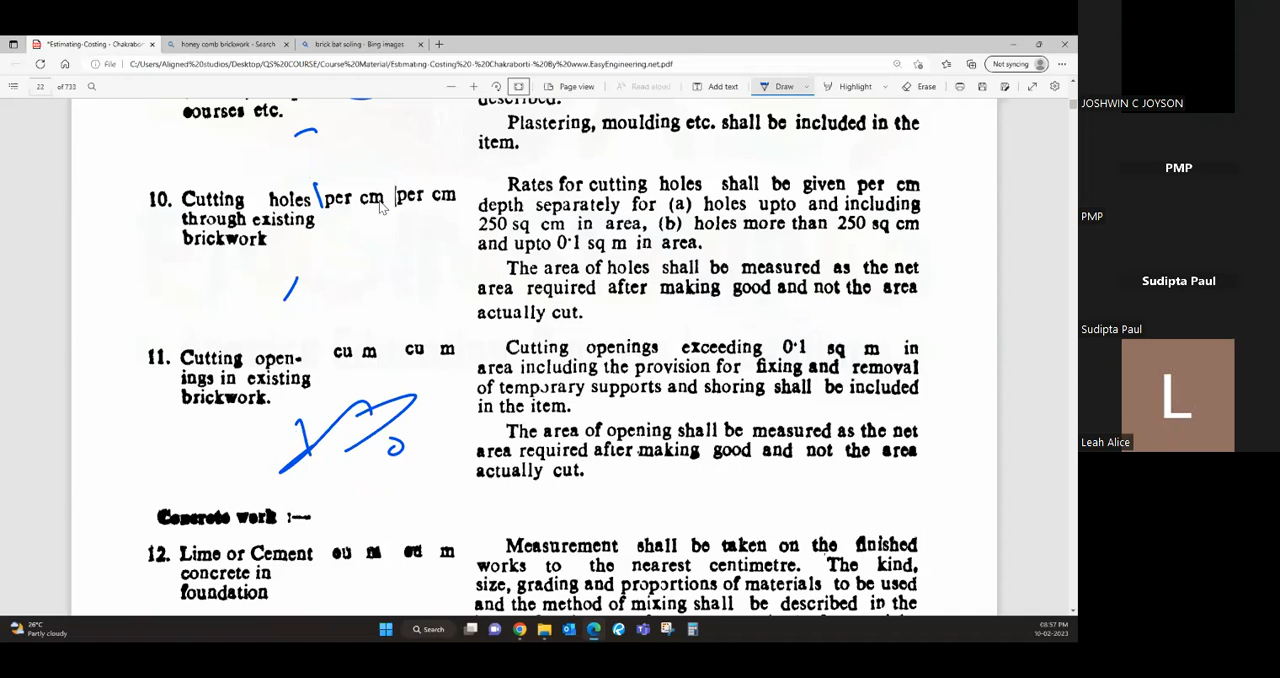 *Estimating-Costing - Chakrabor
honey comb brickwork - Search
brick bat soling - Bing images
File
C:/Users/Aligned%20studios/Desktop/QS%20COURSE/Course%20Material/Estimating-Costing%20-%20Chakraborti-%20By%20www.EasyEngineering.net.pdf
Not syncing
22 of 733
Page view
Read aloud
Add text
Draw
Highlight
Erase
courses etc.
described.
Plastering, moulding etc. shall be included in the
item.
10. Cutting holes per cm per cm
through existing
brickwork
Rates for cutting holes shall be given per cm
depth separately for (a) holes upto and including
250 sq cm in area, (b) holes more than 250 sq cm
and upto 0·1 sq m in area.
The area of holes shall be measured as the net
area required after making good and not the area
actually cut.
11. Cutting open- cu m cu m
ings in existing
brickwork.
Cutting openings exceeding 0·1 sq m in
area including the provision for fixing and removal
of temporary supports and shoring shall be included
in the item.
The area of opening shall be measured as the net
area required after making good and not the area
actually cut.
Concrete work :—
12. Lime or Cement cu m cu m
concrete in
foundation
Measurement shall be taken on the finished
works to the nearest centimetre. The kind,
size, grading and proportions of materials to be used
and the method of mixing shall be described in the
26°C
Partly cloudy
Search
08:57 PM
10-02-2023
JOSHWIN C JOYSON
PMP
PMP
Sudipta Paul
Sudipta Paul
L
Leah Alice